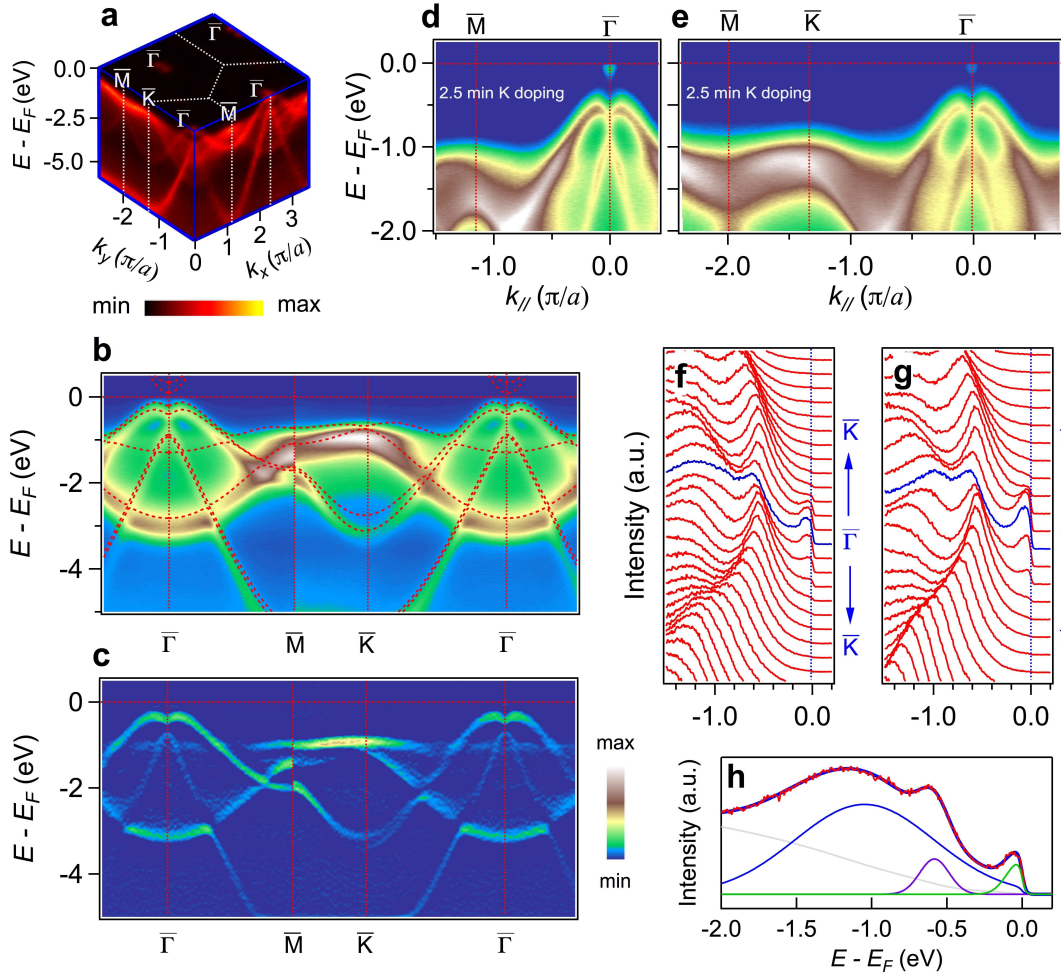 a
Γ̅
Γ̅
0.0
M̅
K̅
Γ̅
M̅
Γ̅
-2.5
-5.0
E - E_F (eV)
-2
-1
0
1
2
3
k_y (π/a)
k_x (π/a)
min
max
d
M̅
Γ̅
0.0
-1.0
-2.0
E - E_F (eV)
2.5 min K doping
-1.0
0.0
k_// (π/a)
e
M̅
K̅
Γ̅
2.5 min K doping
-2.0
-1.0
0.0
k_// (π/a)
b
0
-2
-4
E - E_F (eV)
Γ̅
M̅
K̅
Γ̅
c
0
-2
-4
E - E_F (eV)
Γ̅
M̅
K̅
Γ̅
max
min
f
Intensity (a.u.)
K̅
Γ̅
K̅
-1.0
0.0
g
-1.0
0.0
h
Intensity (a.u.)
-2.0
-1.5
-1.0
-0.5
0.0
E - E_F (eV)